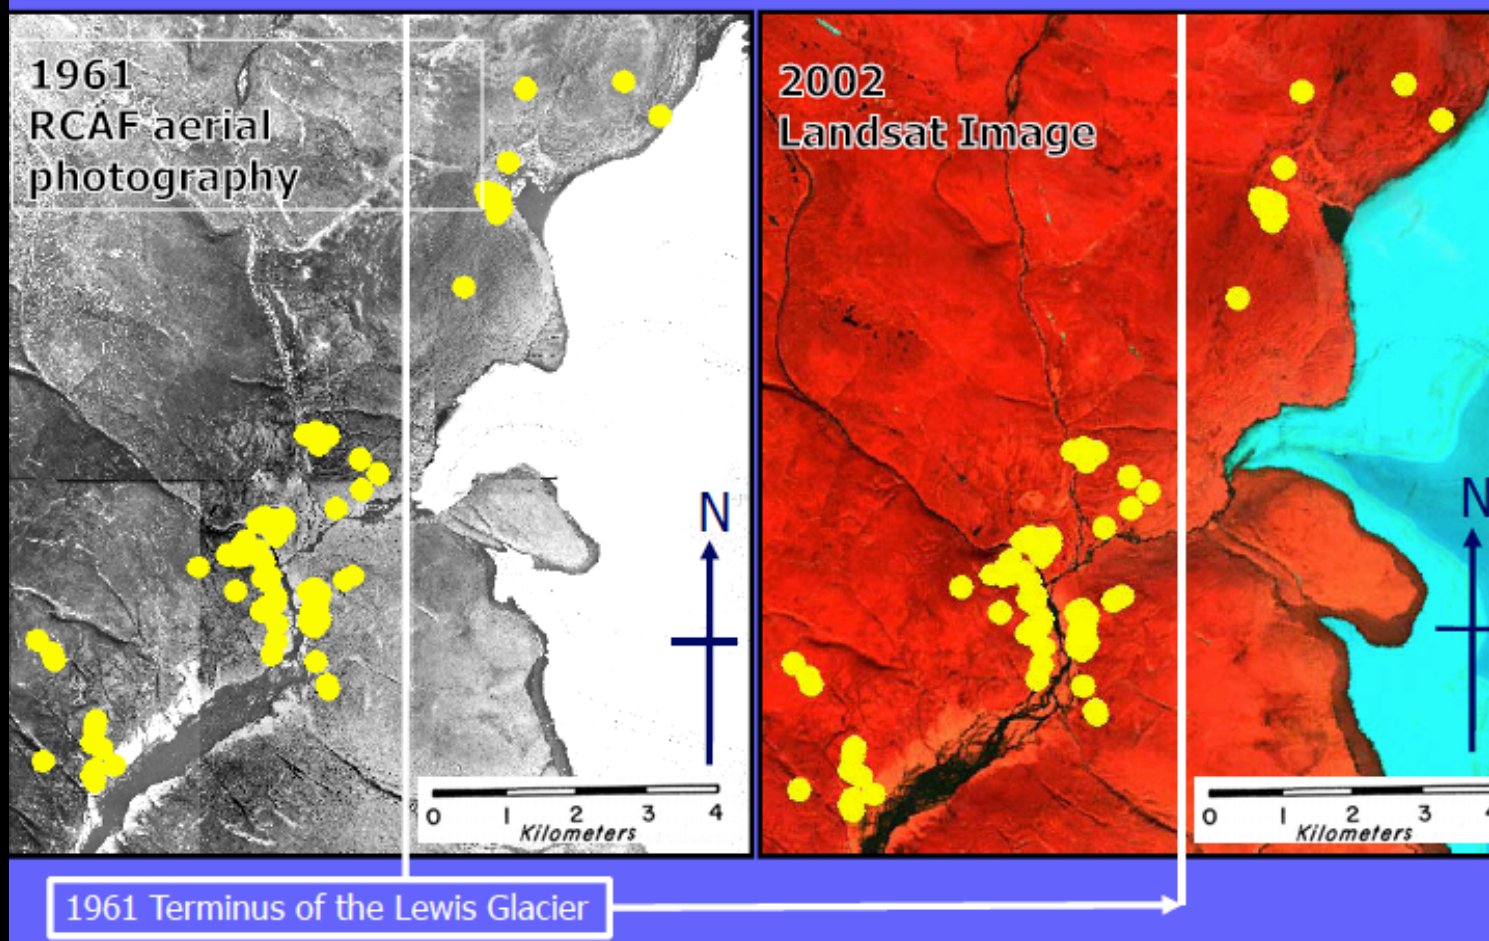 1961
RCAF aerial
photography
2002
Landsat Image
N
N
0 1 2 3 4
Kilometers
0 1 2 3 4
Kilometers
1961 Terminus of the Lewis Glacier